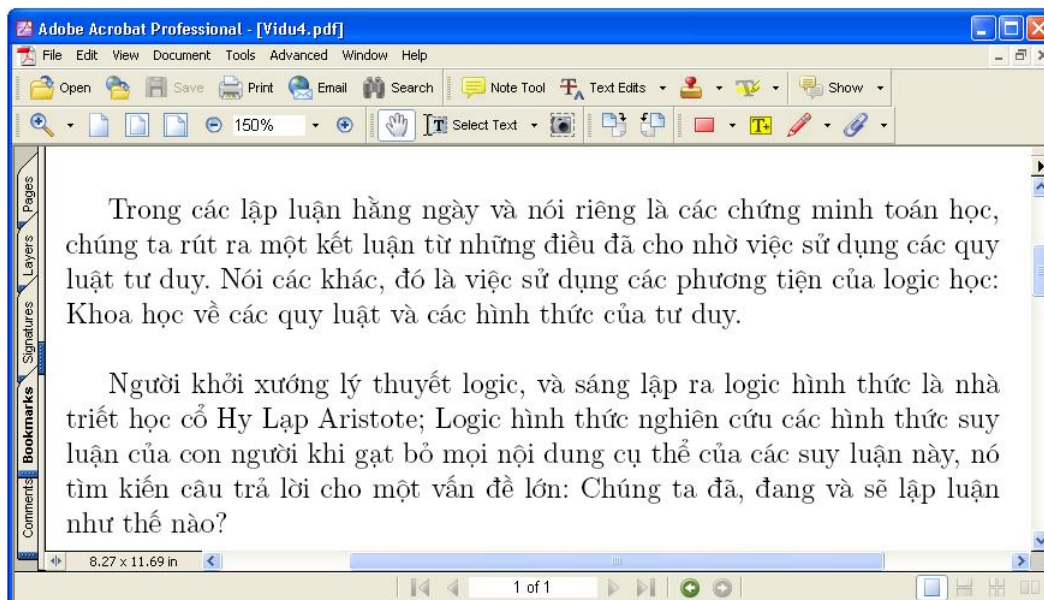 Adobe Acrobat Professional - [Vidu4.pdf]
File Edit View Document Tools Advanced Window Help
Open Save Print Email Search Note Tool Text Edits Show
150% Select Text
Pages
Layers
Signatures
Bookmarks
Comments
Trong các lập luận hằng ngày và nói riêng là các chứng minh toán học,
chúng ta rút ra một kết luận từ những điều đã cho nhờ việc sử dụng các quy
luật tư duy. Nói các khác, đó là việc sử dụng các phương tiện của logic học:
Khoa học về các quy luật và các hình thức của tư duy.
Người khởi xướng lý thuyết logic, và sáng lập ra logic hình thức là nhà
triết học cổ Hy Lạp Aristote; Logic hình thức nghiên cứu các hình thức suy
luận của con người khi gạt bỏ mọi nội dung cụ thể của các suy luận này, nó
tìm kiến câu trả lời cho một vấn đề lớn: Chúng ta đã, đang và sẽ lập luận
như thế nào?
8.27 x 11.69 in
1 of 1